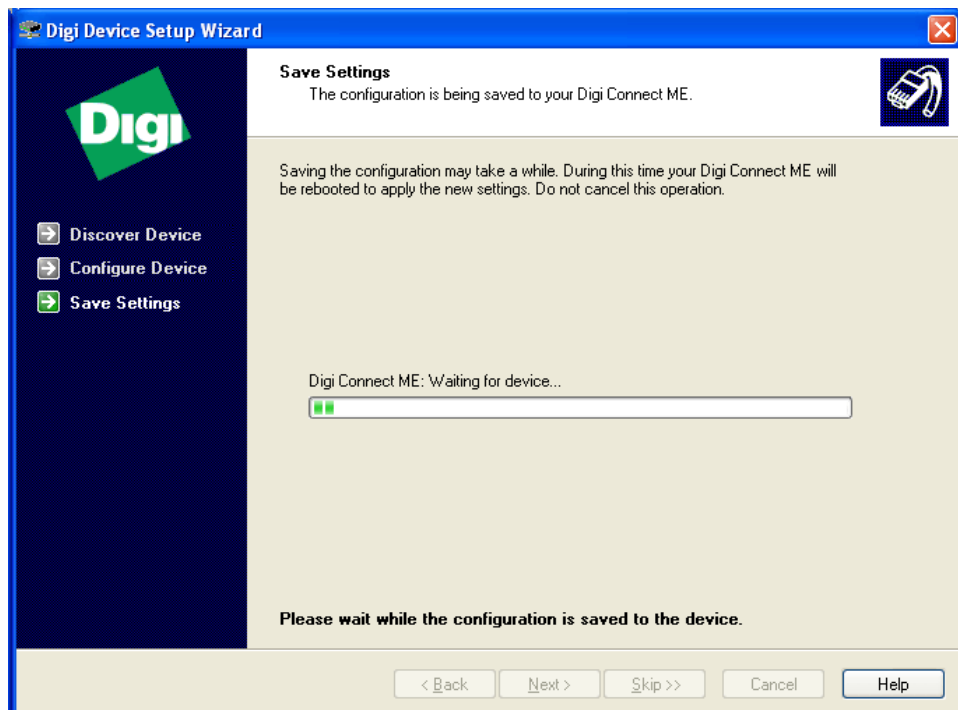 Digi Device Setup Wizard
Digi
Discover Device
Configure Device
Save Settings
Save Settings
The configuration is being saved to your Digi Connect ME.
Saving the configuration may take a while. During this time your Digi Connect ME will
be rebooted to apply the new settings. Do not cancel this operation.
Digi Connect ME: Waiting for device...
Please wait while the configuration is saved to the device.
< Back
Next >
Skip >>
Cancel
Help